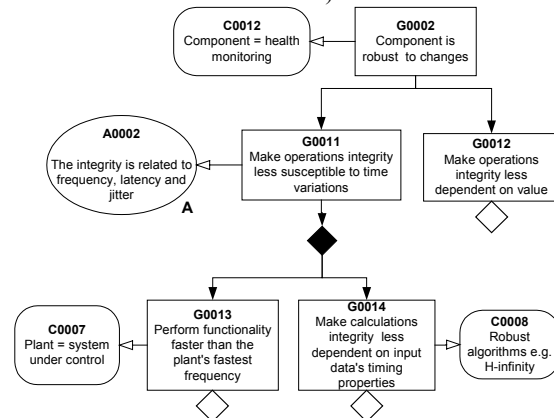 C0012
Component = health
monitoring
G0002
Component is
robust to changes
A0002
The integrity is related to
frequency, latency and
jitter
A
G0011
Make operations integrity
less susceptible to time
variations
G0012
Make operations
integrity less
dependent on value
C0007
Plant = system
under control
G0013
Perform functionality
faster than the
plant's fastest
frequency
G0014
Make calculations
integrity less
dependent on input
data's timing
properties
C0008
Robust
algorithms e.g.
H-infinity